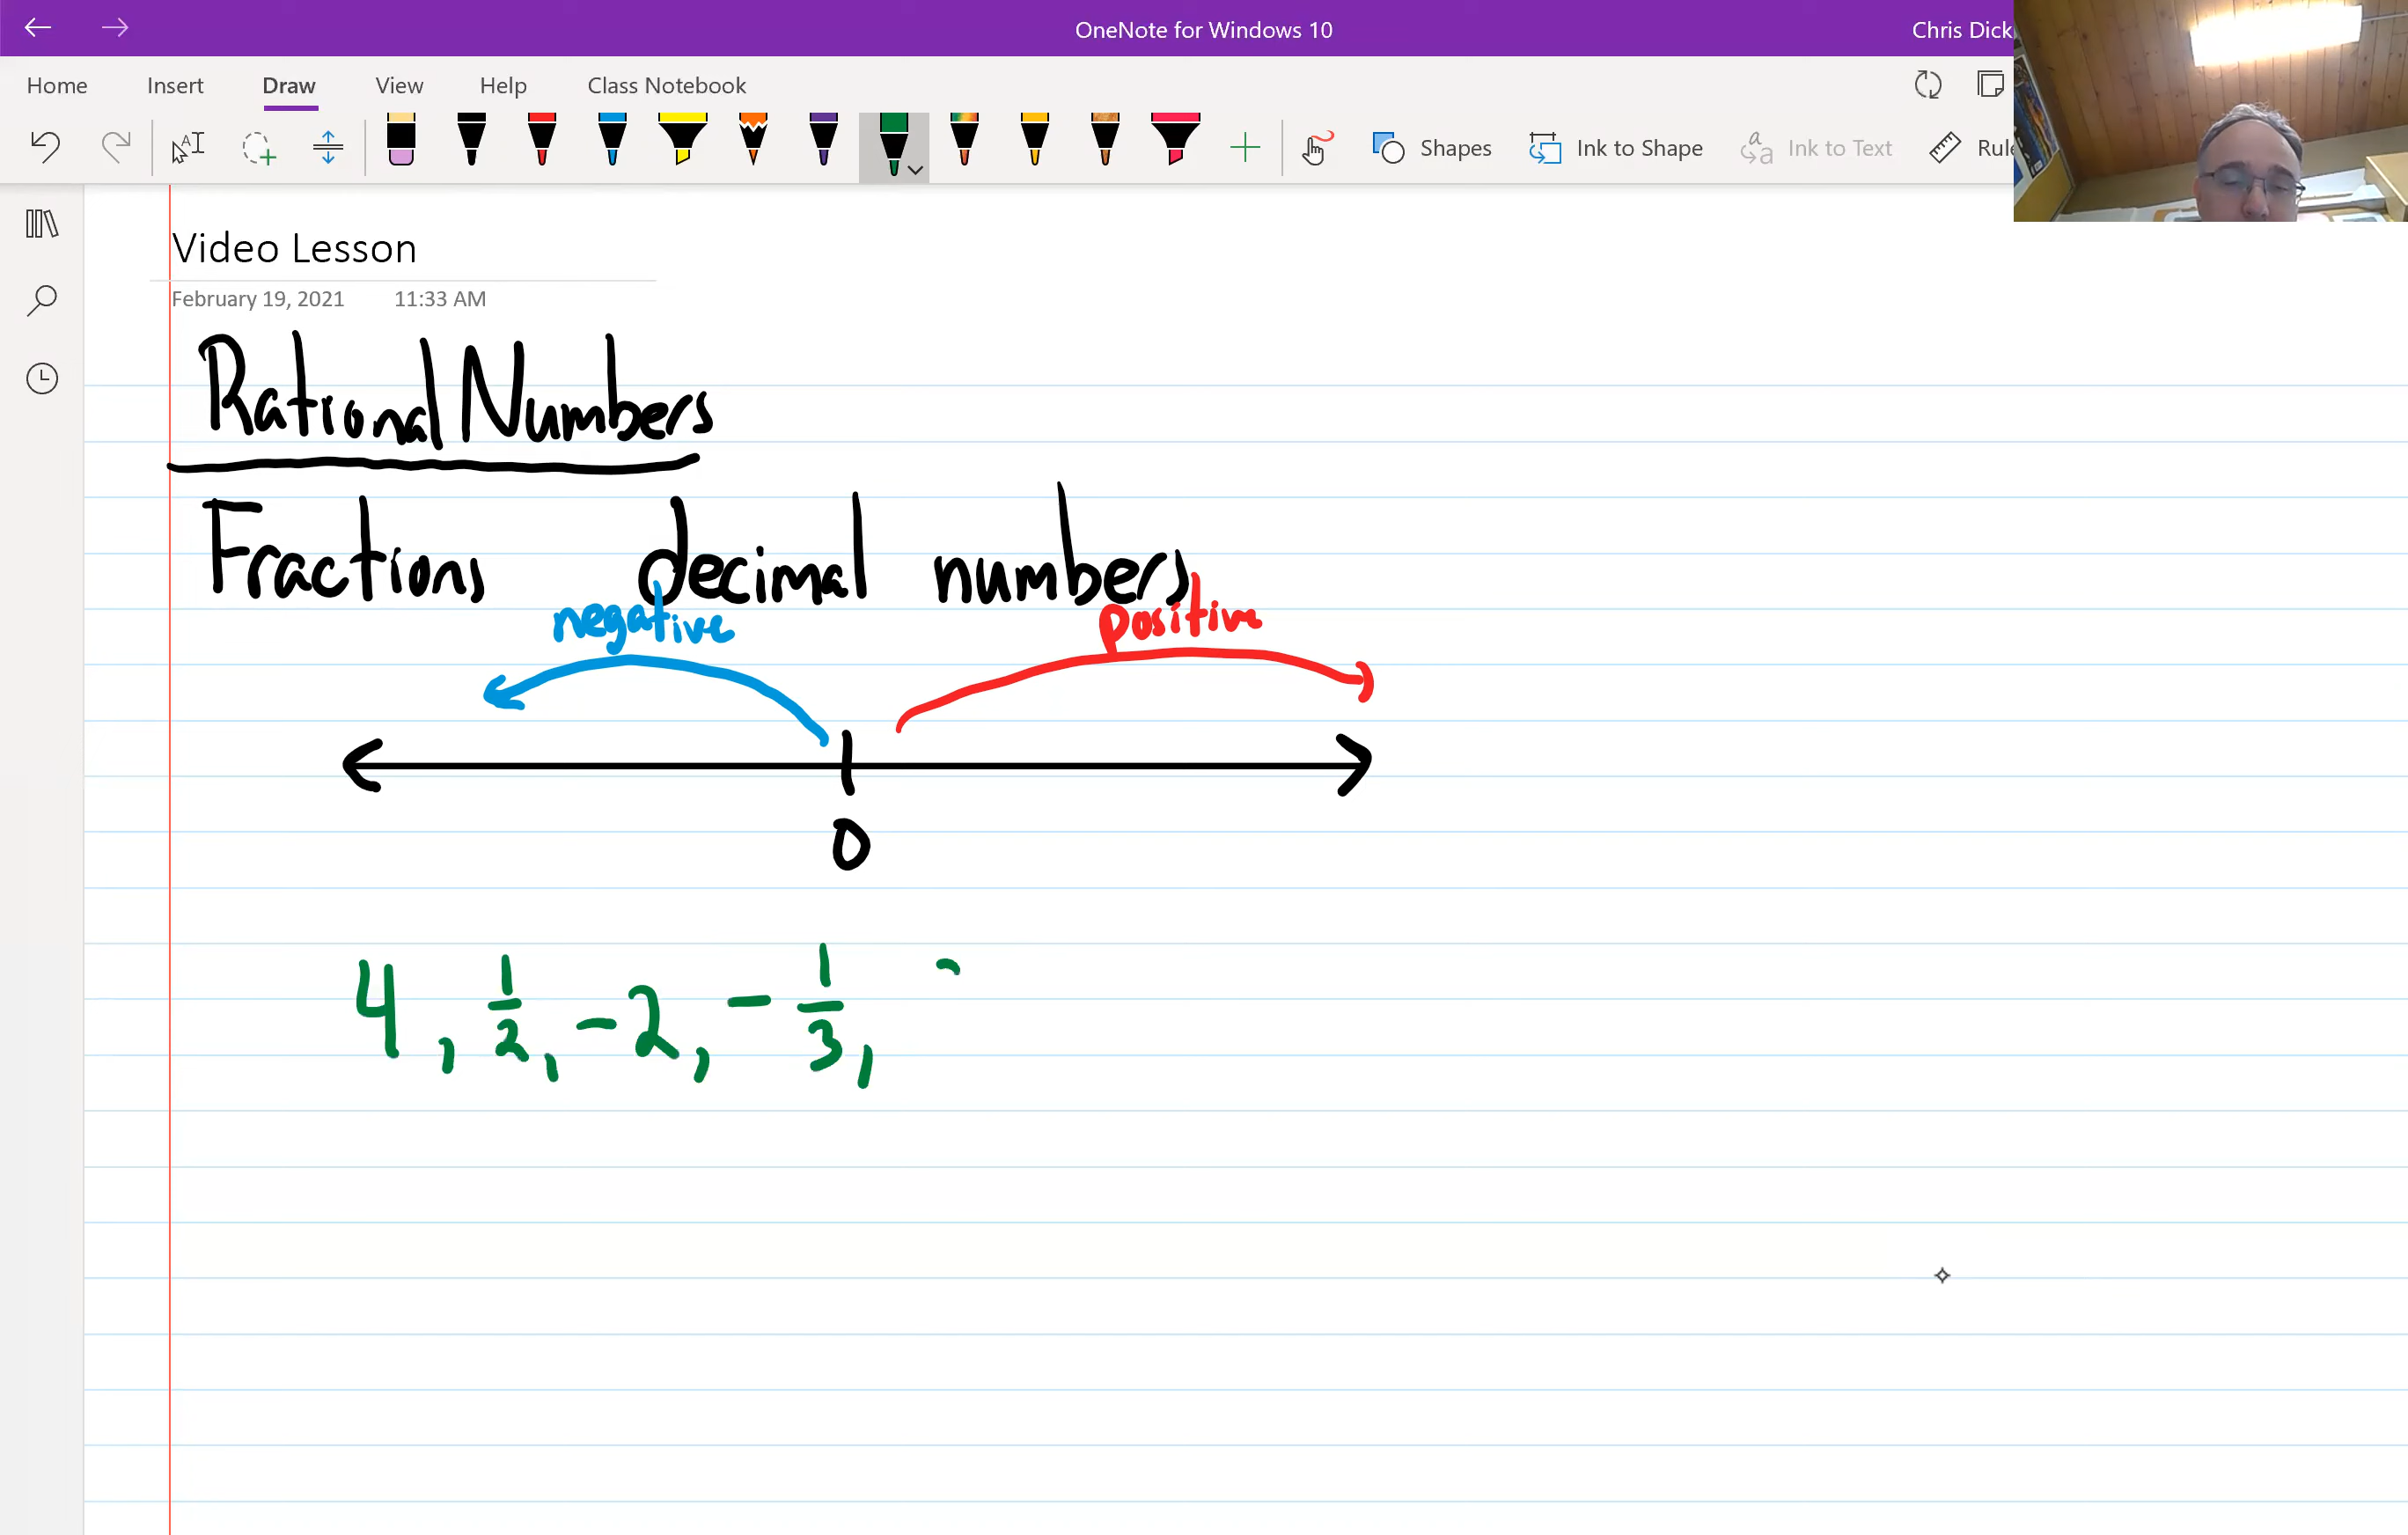 OneNote for Windows 10 Chris Dick
Home Insert Draw View Help Class Notebook
Shapes Ink to Shape Ink to Text
Video Lesson
February 19, 2021 11:33 AM
Rational Numbers
Fractions decimal numbers
negative positive
0
4, 1/2, -2, -1/3,